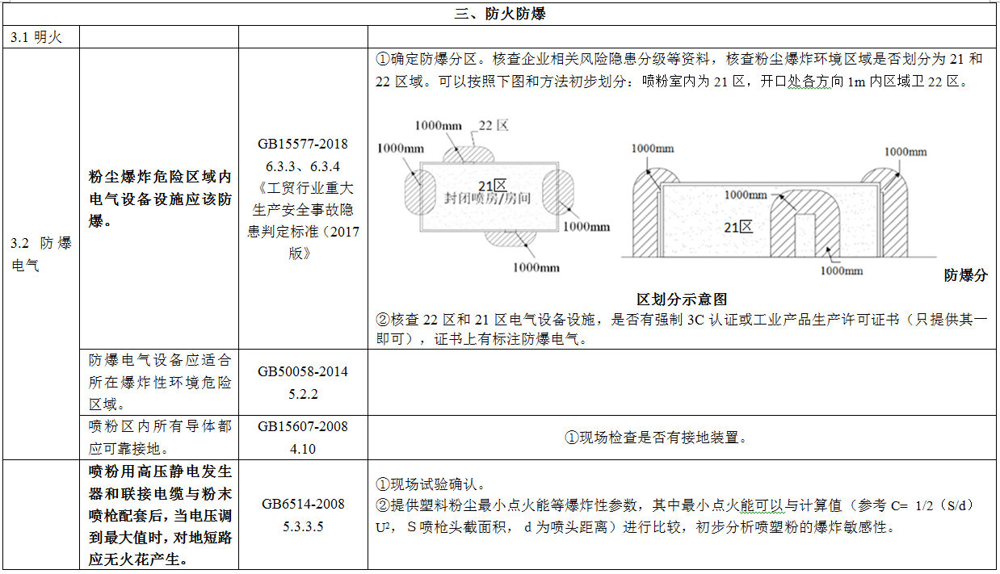 三、防火防爆
3.1 明火
3.2 防爆
电气
粉尘爆炸危险区域内
电气设备设施应该防
爆。
GB15577-2018
6.3.3、6.3.4
《工贸行业重大
生产安全事故隐
患判定标准（2017
版》
①确定防爆分区。核查企业相关风险隐患分级等资料，核查粉尘爆炸环境区域是否划分为 21 和
22 区域。可以按照下图和方法初步划分：喷粉室内为 21 区，开口处各方向 1m 内区域卫 22 区。
1000mm
22 区
1000mm
21区
封闭喷房/房间
1000mm
1000mm
1000mm
1000mm
1000mm
21区
1000mm
防爆分
区划分示意图
②核查 22 区和 21 区电气设备设施，是否有强制 3C 认证或工业产品生产许可证书（只提供其一
即可），证书上有标注防爆电气。
防爆电气设备应适合
所在爆炸性环境危险
区域。
GB50058-2014
5.2.2
喷粉区内所有导体都
应可靠接地。
GB15607-2008
4.10
①现场检查是否有接地装置。
喷粉用高压静电发生
器和联接电缆与粉末
喷枪配套后，当电压调
到最大值时，对地短路
应无火花产生。
GB6514-2008
5.3.3.5
①现场试验确认。
②提供塑料粉尘最小点火能等爆炸性参数，其中最小点火能可以与计算值（参考 C= 1/2（S/d）
U²，S 喷枪头截面积，d 为喷头距离）进行比较，初步分析喷塑粉的爆炸敏感性。